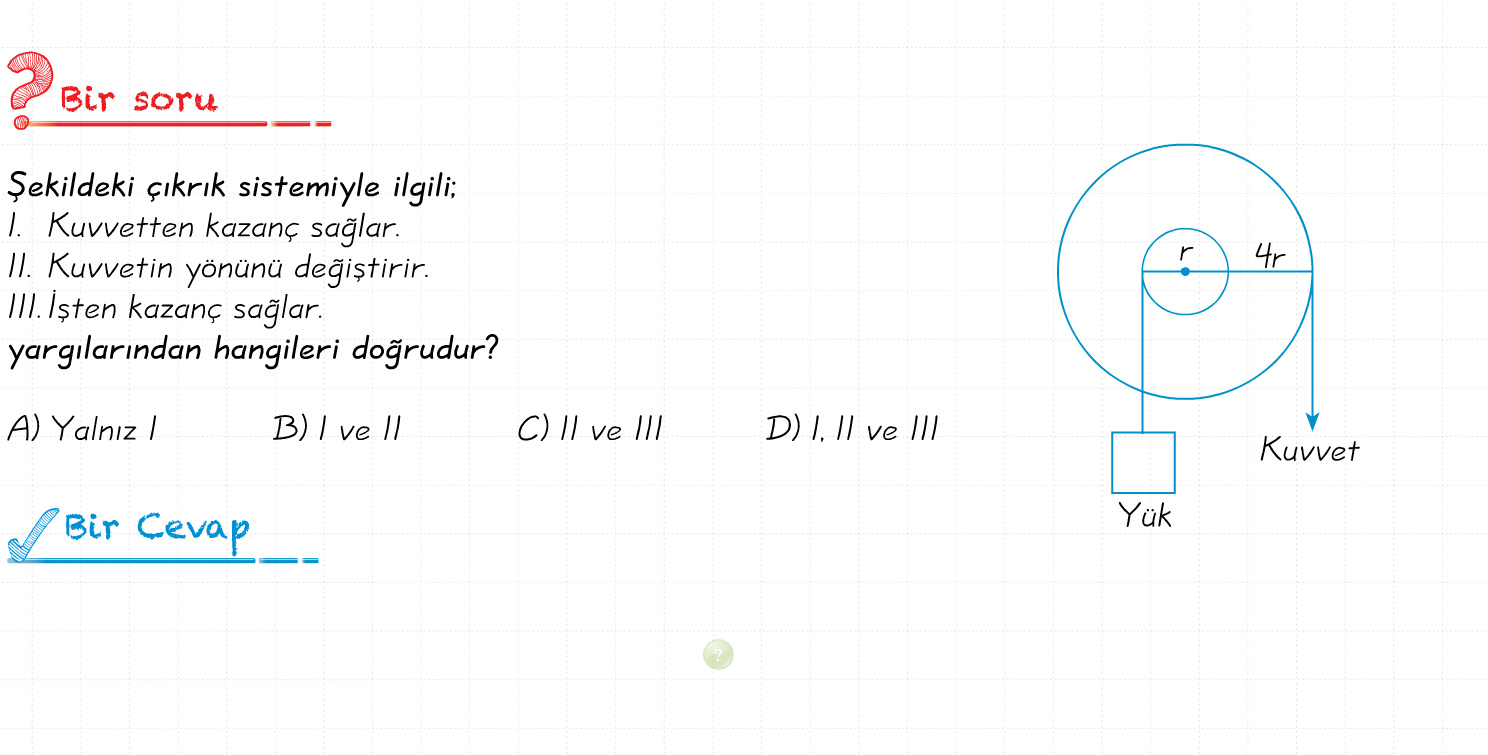 Bir soru
Şekildeki çıkrık sistemiyle ilgili;
I. Kuvvetten kazanç sağlar.
II. Kuvvetin yönünü değiştirir.
III. İşten kazanç sağlar.
yargılarından hangileri doğrudur?
A) Yalnız I B) I ve II C) II ve III D) I, II ve III
r 4r
Kuvvet
Yük
Bir Cevap
?